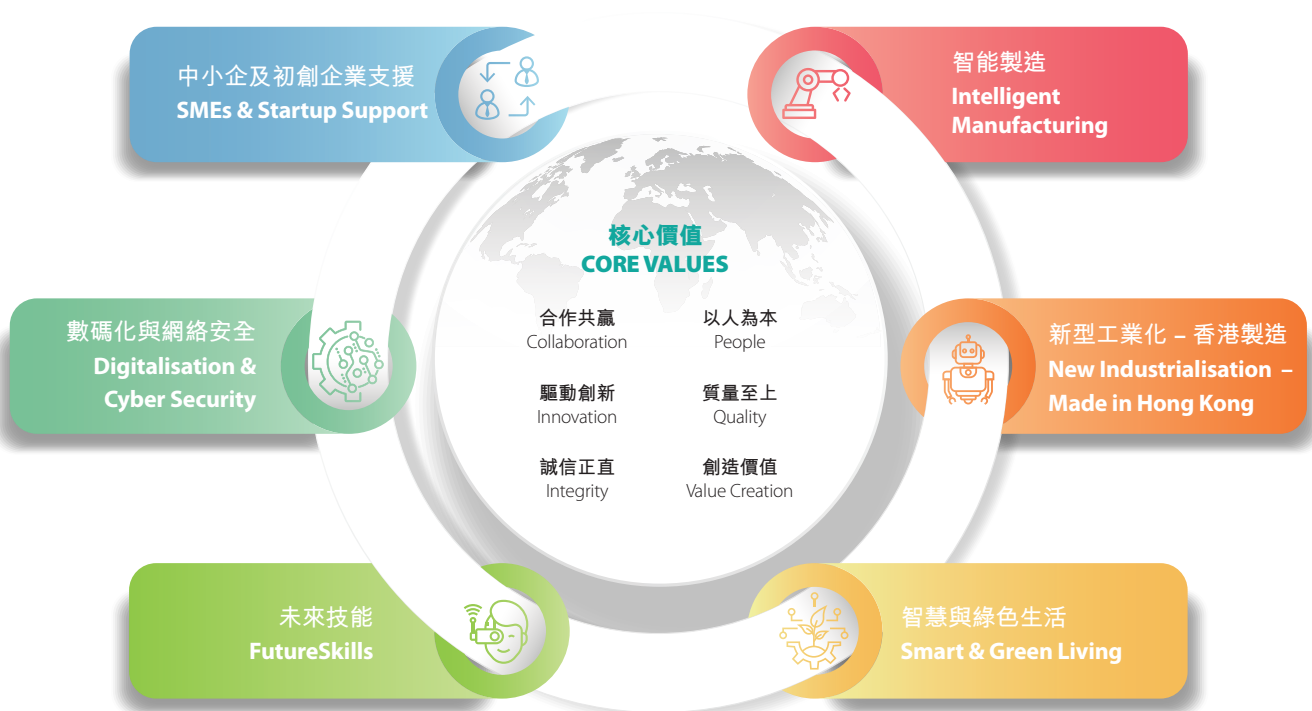 中小企及初創企業支援
SMEs & Startup Support
智能製造
Intelligent
Manufacturing
核心價值
CORE VALUES
合作共贏
Collaboration
以人為本
People
驅動創新
Innovation
質量至上
Quality
誠信正直
Integrity
創造價值
Value Creation
數碼化與網絡安全
Digitalisation &
Cyber Security
新型工業化 – 香港製造
New Industrialisation –
Made in Hong Kong
未來技能
FutureSkills
智慧與綠色生活
Smart & Green Living